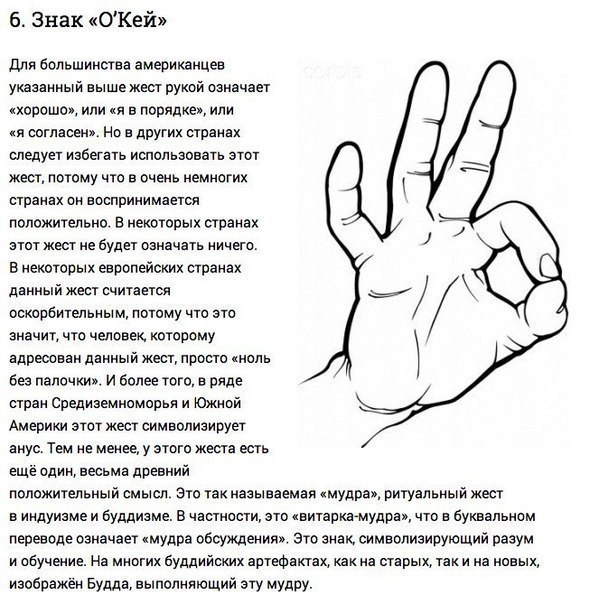 6. Знак «О’Кей»
Для большинства американцев
указанный выше жест рукой означает
«хорошо», или «я в порядке», или
«я согласен». Но в других странах
следует избегать использовать этот
жест, потому что в очень немногих
странах он воспринимается
положительно. В некоторых странах
этот жест не будет означать ничего.
В некоторых европейских странах
данный жест считается
оскорбительным, потому что это
значит, что человек, которому
адресован данный жест, просто «ноль
без палочки». И более того, в ряде
стран Средиземноморья и Южной
Америки этот жест символизирует
анус. Тем не менее, у этого жеста есть
ещё один, весьма древний
положительный смысл. Это так называемая «мудра», ритуальный жест
в индуизме и буддизме. В частности, это «витарка-мудра», что в буквальном
переводе означает «мудра обсуждения». Это знак, символизирующий разум
и обучение. На многих буддийских артефактах, как на старых, так и на новых,
изображён Будда, выполняющий эту мудру.
corbis